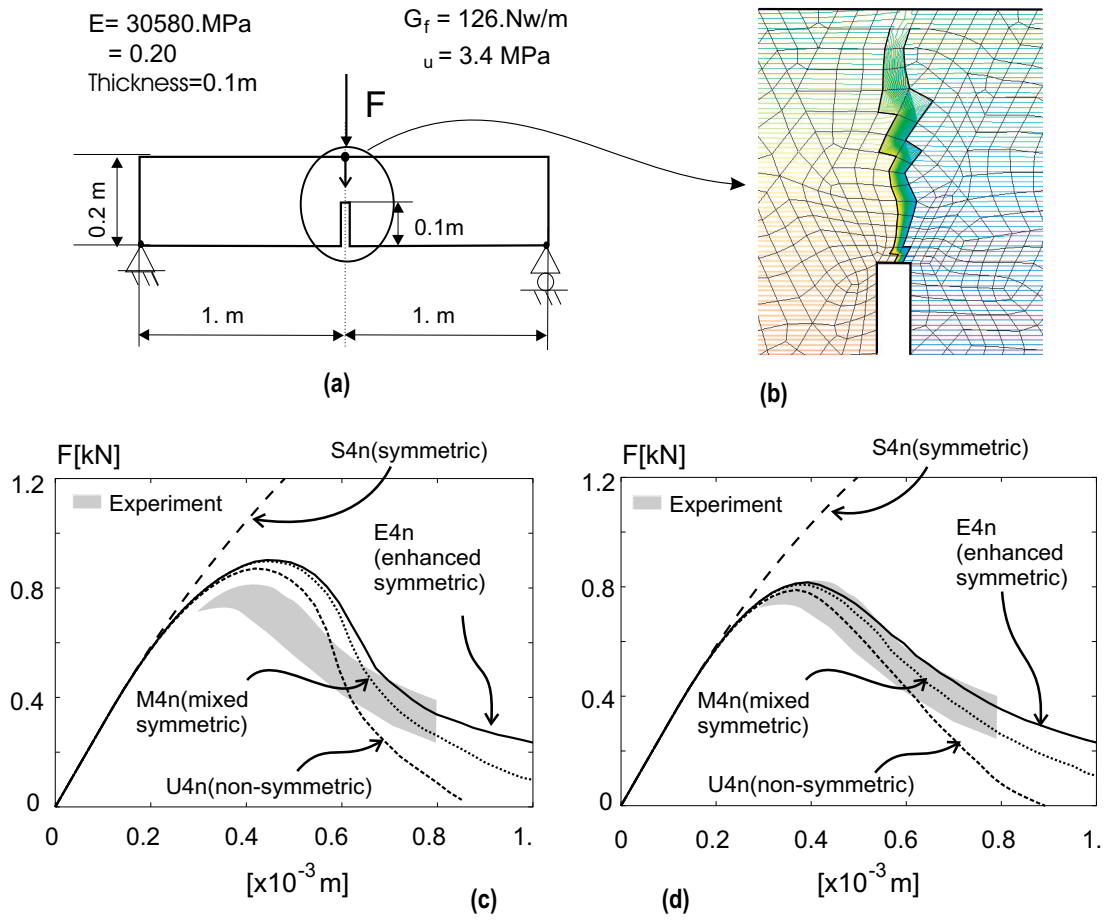 E= 30580.MPa
= 0.20
Thickness=0.1m
G_f = 126.Nw/m
_u = 3.4 MPa
F
0.2 m
0.1m
1. m
1. m
(a)
(b)
F[kN]
1.2
1.0
0.8
0.4
0
0
0.2
0.4
0.6
0.8
1.
[x10^-3 m]
Experiment
S4n(symmetric)
E4n
(enhanced
symmetric)
M4n(mixed
symmetric)
U4n(non-symmetric)
(c)
F[kN]
1.2
1.0
0.8
0.4
0
0
0.2
0.4
0.6
0.8
1.
[x10^-3 m]
Experiment
S4n(symmetric)
E4n
(enhanced
symmetric)
M4n(mixed
symmetric)
U4n(non-symmetric)
(d)